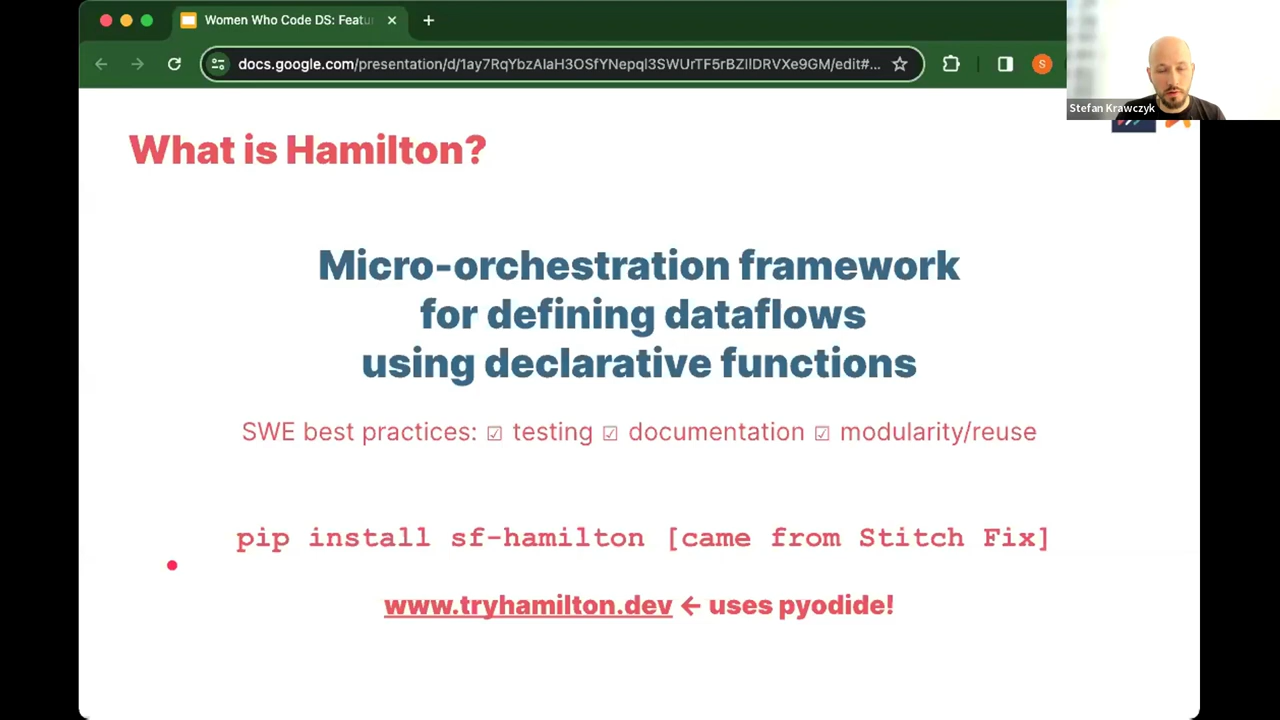 Women Who Code DS: Featu
docs.google.com/presentation/d/1ay7RqYbzAIaH3OSfYNepqI3SWUrTF5rBZIIDRVXe9GM/edit#...
S
Stefan Krawczyk
What is Hamilton?
Micro-orchestration framework
for defining dataflows
using declarative functions
SWE best practices: ☑ testing ☑ documentation ☑ modularity/reuse
pip install sf-hamilton [came from Stitch Fix]
www.tryhamilton.dev ← uses pyodide!